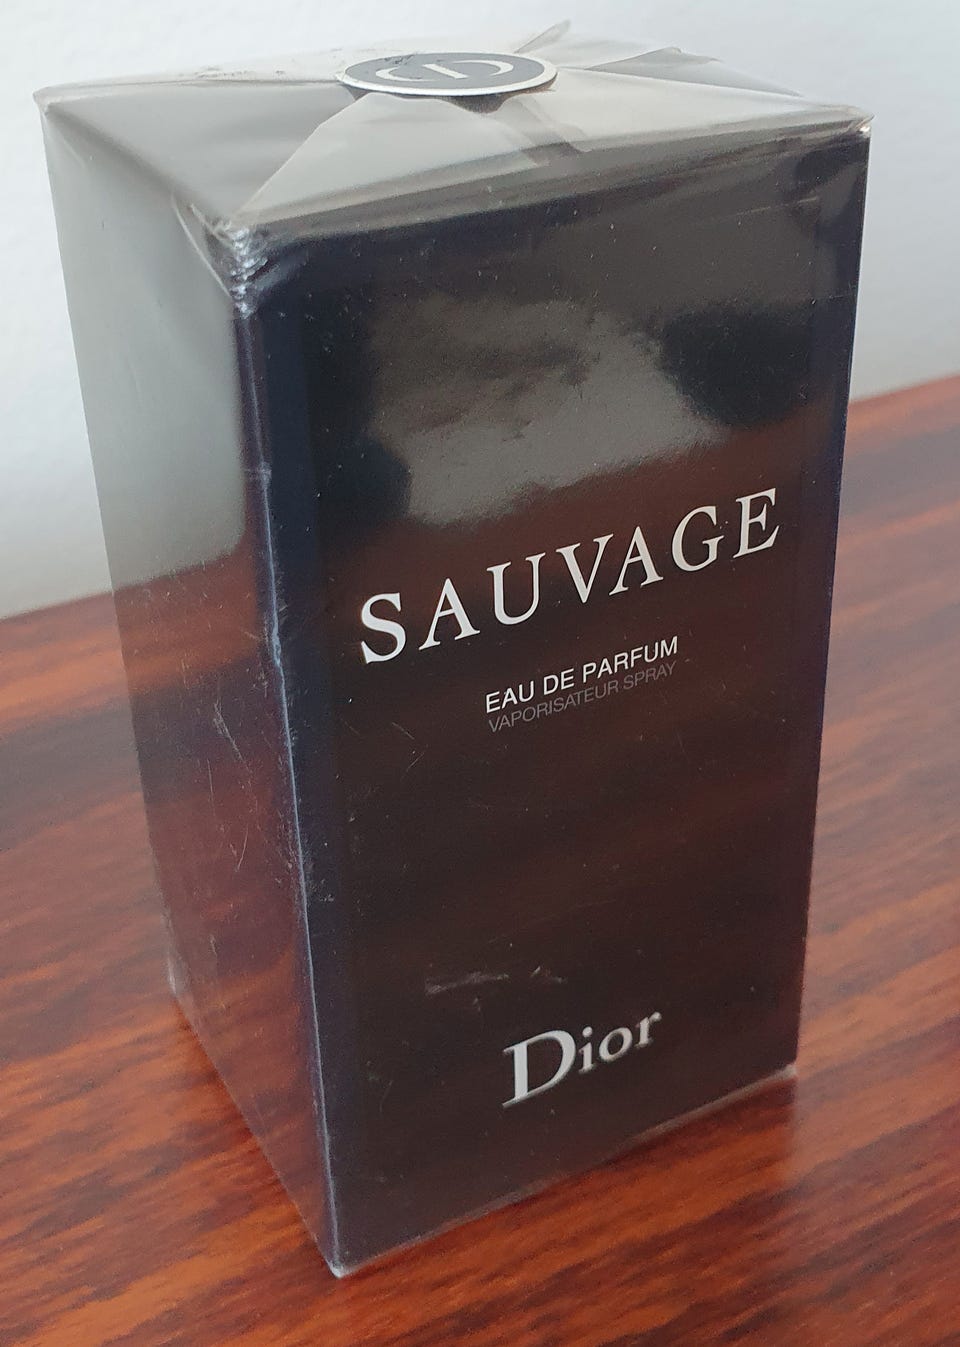 SAUVAGE
EAU DE PARFUM
VAPORISATEUR SPRAY
Dior